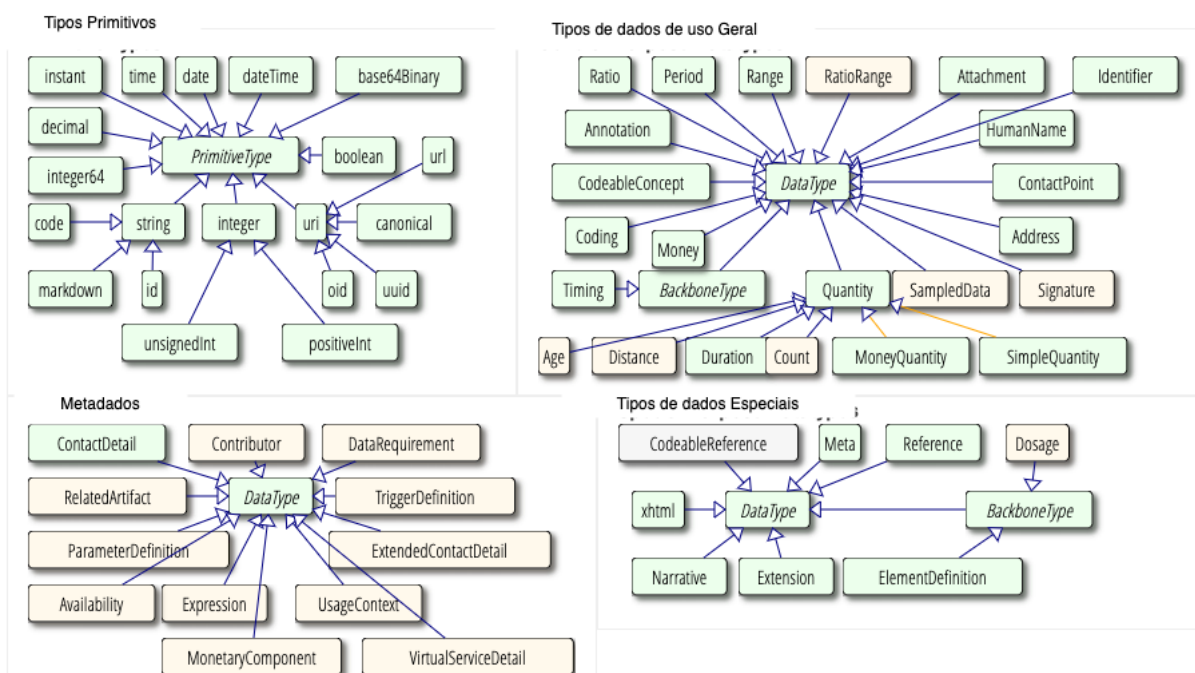 Tipos Primitivos
instant
time
date
dateTime
base64Binary
decimal
PrimitiveType
boolean
url
integer64
code
string
integer
uri
canonical
markdown
id
oid
uuid
unsignedInt
positiveInt
Tipos de dados de uso Geral
Ratio
Period
Range
RatioRange
Attachment
Identifier
Annotation
HumanName
CodeableConcept
DataType
ContactPoint
Coding
Money
Address
Timing
BackboneType
Quantity
SampledData
Signature
Age
Distance
Duration
Count
MoneyQuantity
SimpleQuantity
Metadados
ContactDetail
Contributor
DataRequirement
RelatedArtifact
DataType
TriggerDefinition
ParameterDefinition
ExtendedContactDetail
Availability
Expression
UsageContext
MonetaryComponent
VirtualServiceDetail
Tipos de dados Especiais
CodeableReference
Meta
Reference
Dosage
xhtml
DataType
BackboneType
Narrative
Extension
ElementDefinition